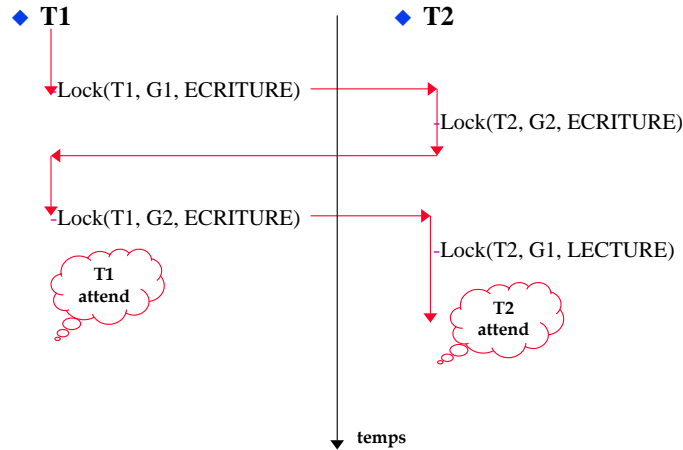 T1
T2
-Lock(T1, G1, ECRITURE)
-Lock(T2, G2, ECRITURE)
-Lock(T1, G2, ECRITURE)
-Lock(T2, G1, LECTURE)
T1
attend
T2
attend
temps